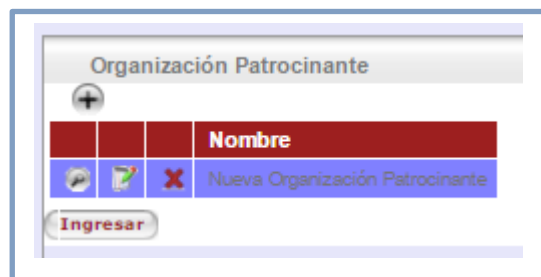 Organización Patrocinante
Nombre
Nueva Organización Patrocinante
Ingresar